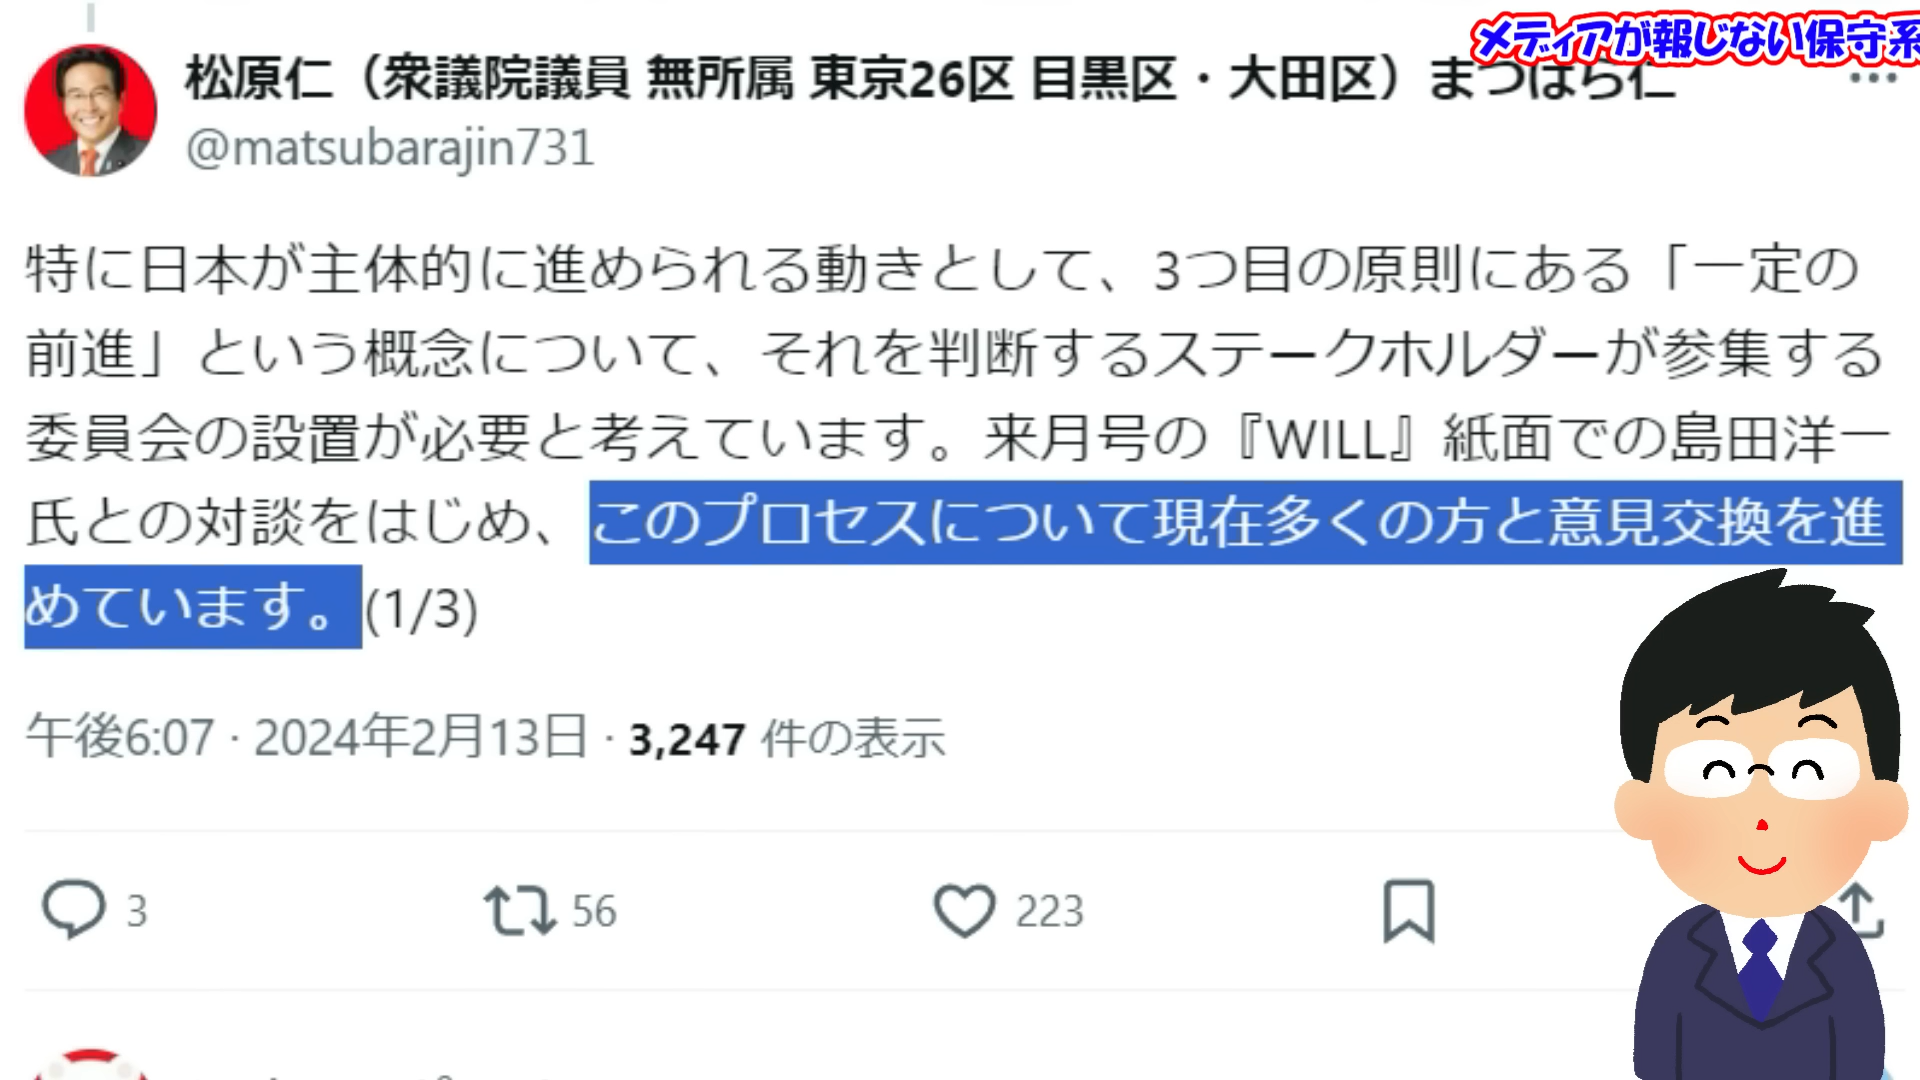 メディアが報じない保守系
松原仁（衆議院議員 無所属 東京26区 目黒区・大田区）まつばら仁
@matsubarajin731
特に日本が主体的に進められる動きとして、3つ目の原則にある「一定の
前進」という概念について、それを判断するステークホルダーが参集する
委員会の設置が必要と考えています。来月号の『WILL』紙面での島田洋一
氏との対談をはじめ、このプロセスについて現在多くの方と意見交換を進
めています。(1/3)
午後6:07 · 2024年2月13日 · 3,247 件の表示
3
56
223